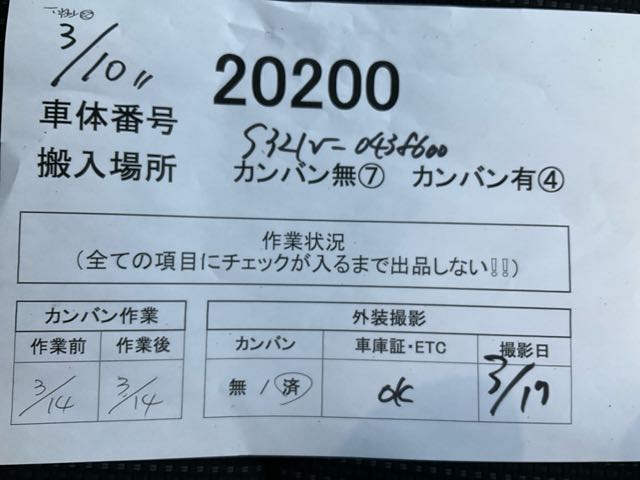 3/10〃 20200
車体番号 S321V-0438600
搬入場所 カンバン無⑦ カンバン有④
作業状況
(全ての項目にチェックが入るまで出品しない!!)
カンバン作業 外装撮影
作業前 作業後 カンバン 車庫証・ETC 撮影日
3/14 3/14 無 / 済 ok 3/17